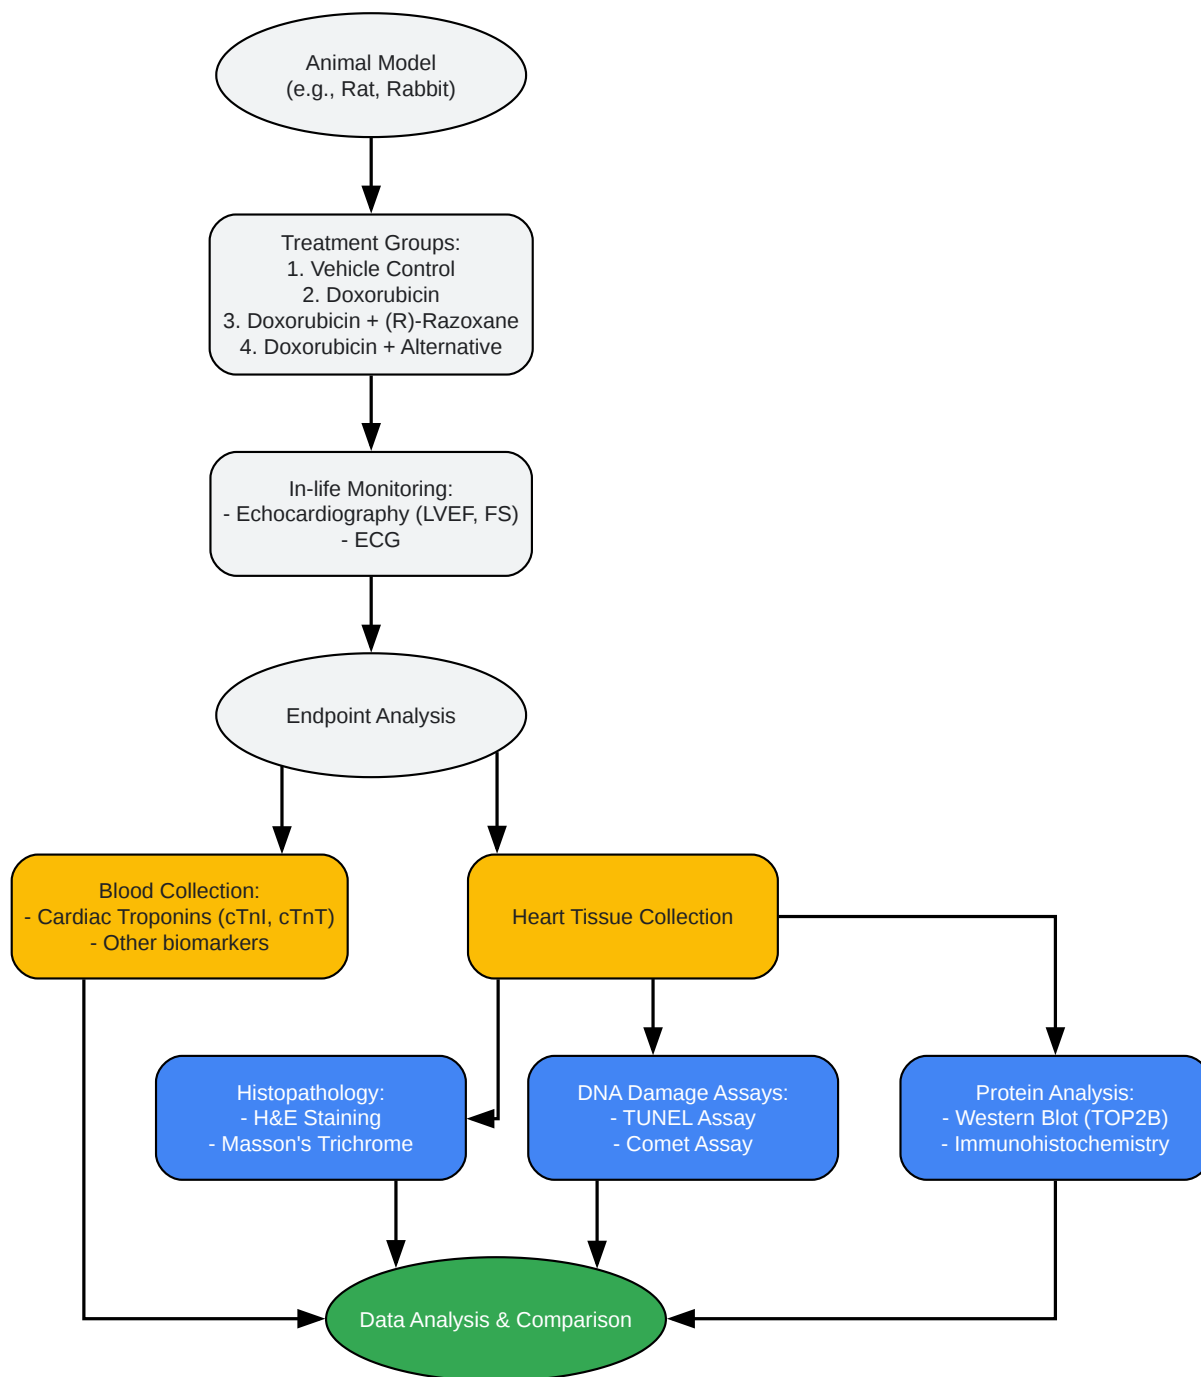 Animal Model
(e.g., Rat, Rabbit)
Treatment Groups:
1. Vehicle Control
2. Doxorubicin
3. Doxorubicin + (R)-Razoxane
4. Doxorubicin + Alternative
In-life Monitoring:
- Echocardiography (LVEF, FS)
- ECG
Endpoint Analysis
Blood Collection:
- Cardiac Troponins (cTnI, cTnT)
- Other biomarkers
Heart Tissue Collection
Histopathology:
- H&E Staining
- Masson's Trichrome
DNA Damage Assays:
- TUNEL Assay
- Comet Assay
Protein Analysis:
- Western Blot (TOP2B)
- Immunohistochemistry
Data Analysis & Comparison